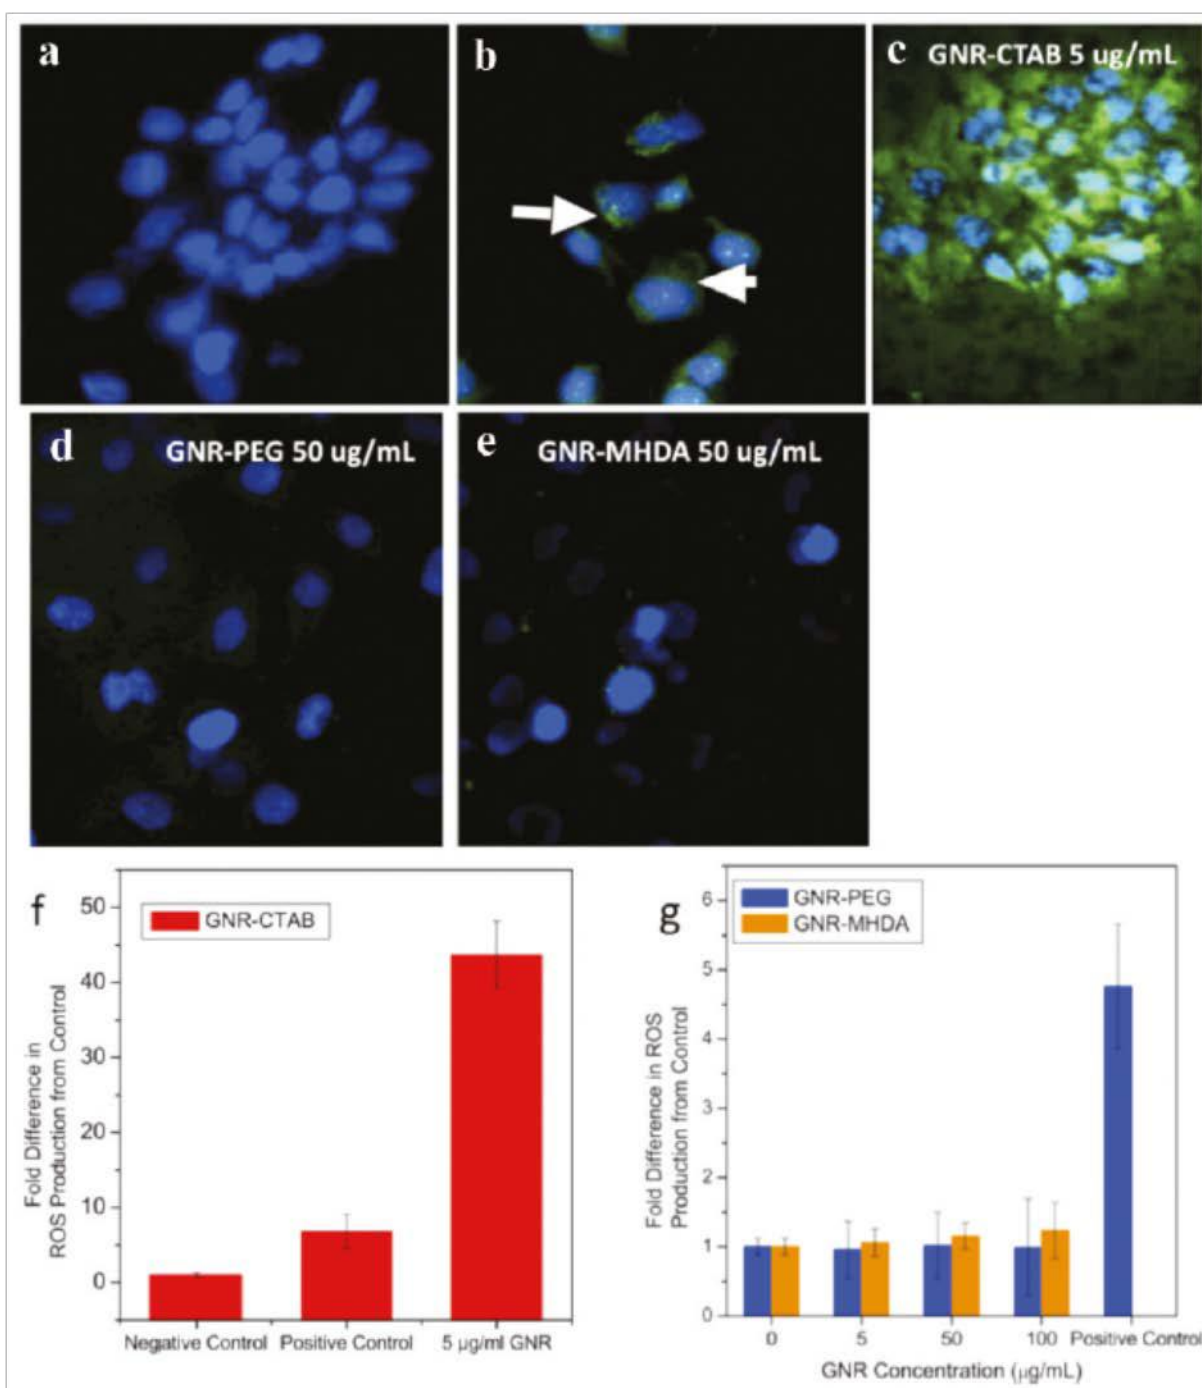 a
b
c GNR-CTAB 5 ug/mL
d GNR-PEG 50 ug/mL
e GNR-MHDA 50 ug/mL
f
GNR-CTAB
Fold Difference in
ROS Production from Control
50
40
30
20
10
0
Negative Control Positive Control 5 µg/ml GNR
g
GNR-PEG
GNR-MHDA
Fold Difference in ROS
Production from Control
6
5
4
3
2
1
0
0 5 50 100 Positive Control
GNR Concentration (µg/mL)